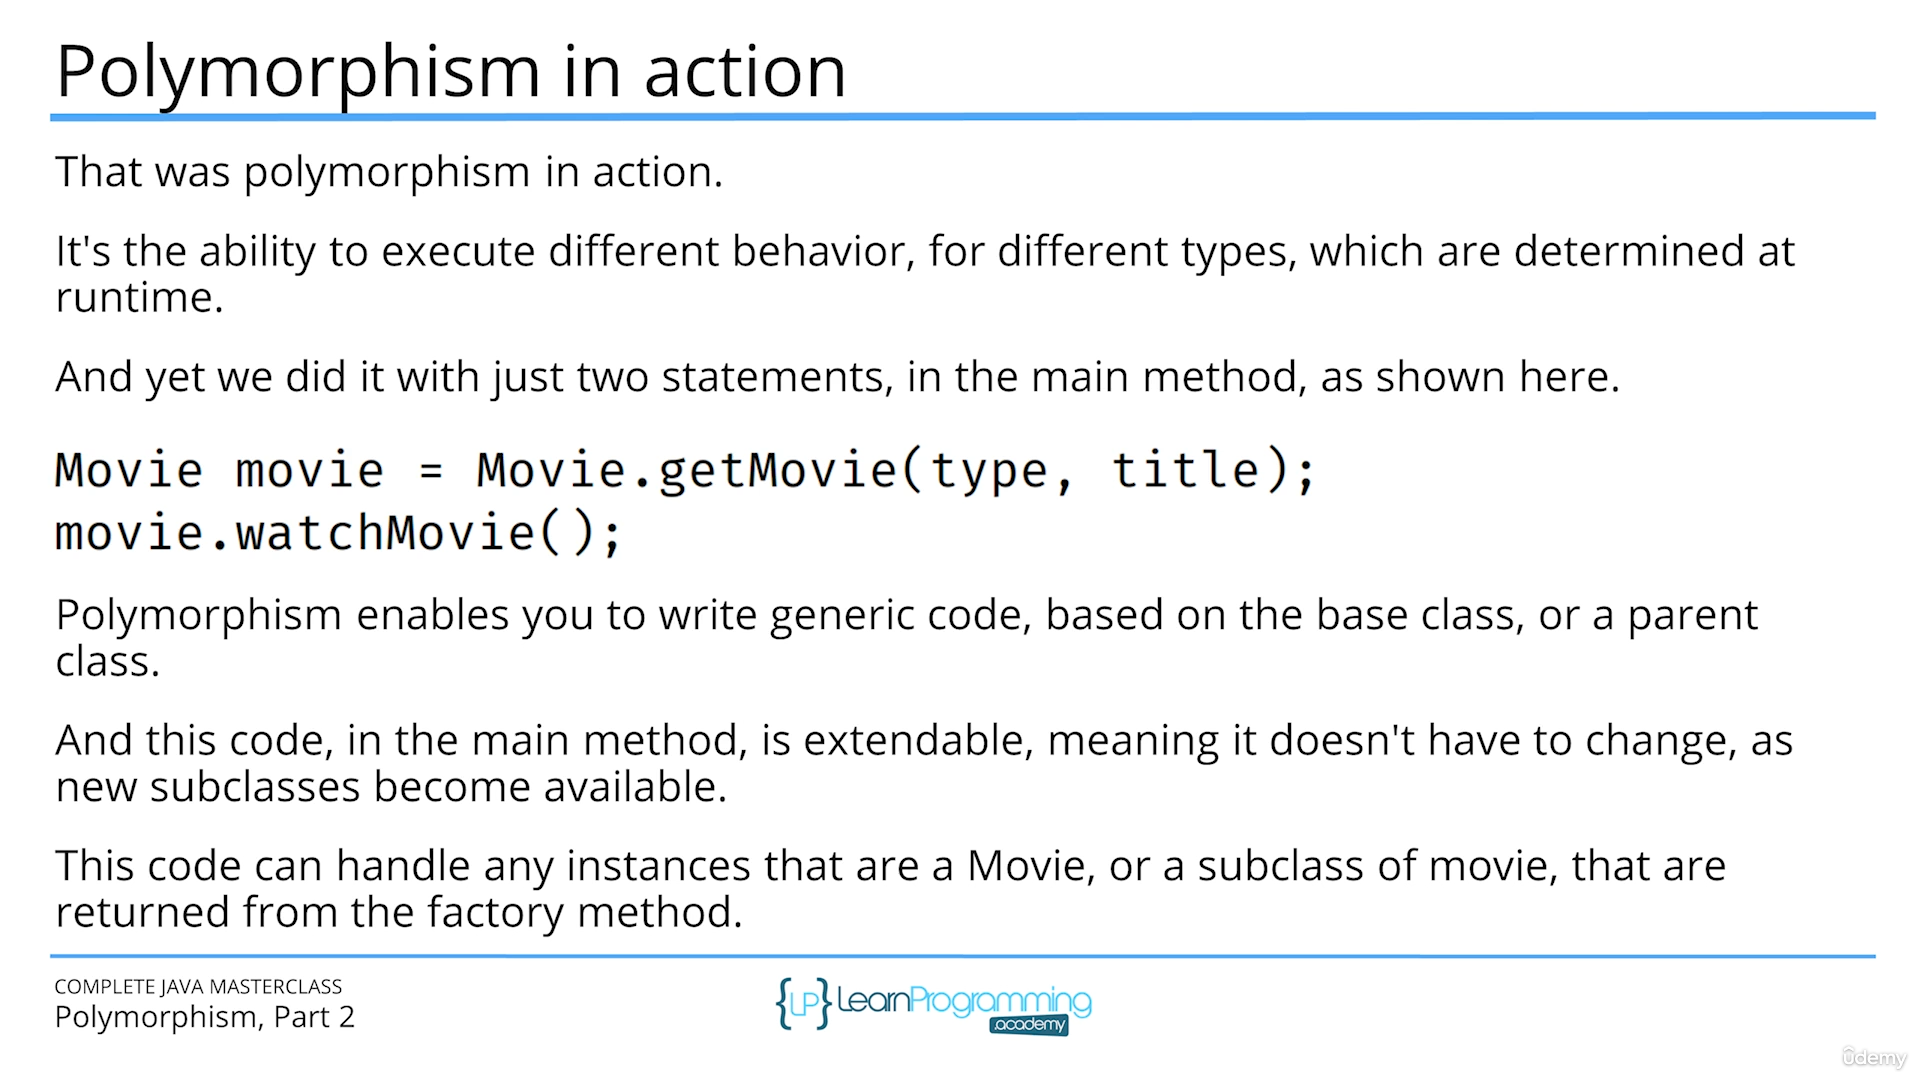 Polymorphism in action
That was polymorphism in action.
It's the ability to execute different behavior, for different types, which are determined at
runtime.
And yet we did it with just two statements, in the main method, as shown here.
Movie movie = Movie.getMovie(type, title);
movie.watchMovie();
Polymorphism enables you to write generic code, based on the base class, or a parent
class.
And this code, in the main method, is extendable, meaning it doesn't have to change, as
new subclasses become available.
This code can handle any instances that are a Movie, or a subclass of movie, that are
returned from the factory method.
COMPLETE JAVA MASTERCLASS
Polymorphism, Part 2
{LP} LearnProgramming
.academy
ûdemy